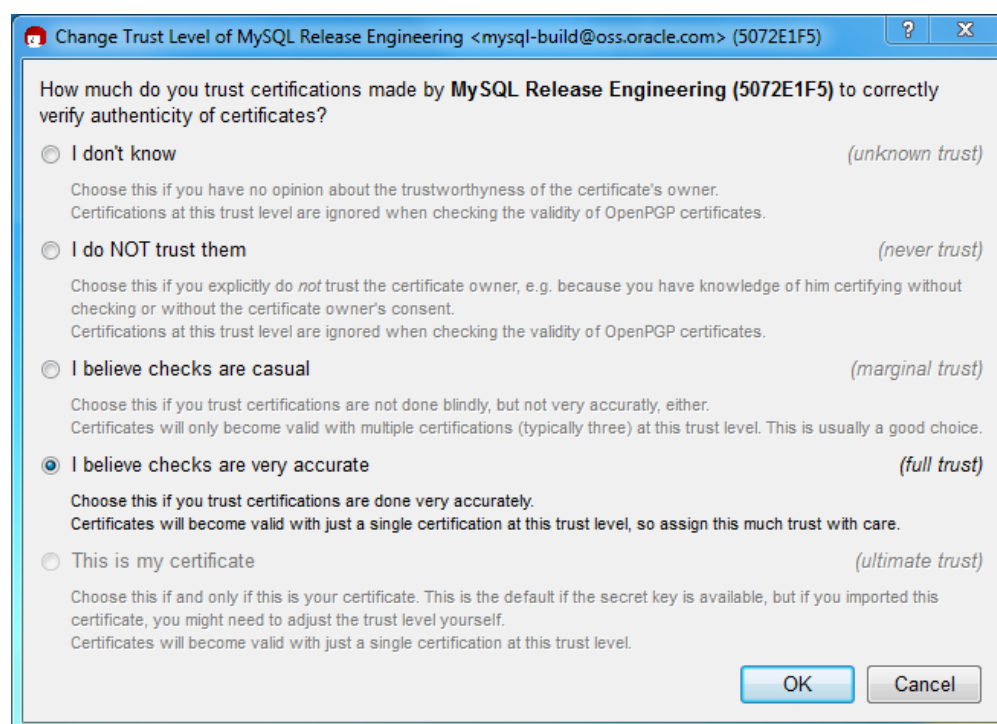 Change Trust Level of MySQL Release Engineering <mysql-build@oss.oracle.com> (5072E1F5)
How much do you trust certifications made by MySQL Release Engineering (5072E1F5) to correctly
verify authenticity of certificates?
I don't know (unknown trust)
Choose this if you have no opinion about the trustworthyness of the certificate's owner.
Certifications at this trust level are ignored when checking the validity of OpenPGP certificates.
I do NOT trust them (never trust)
Choose this if you explicitly do not trust the certificate owner, e.g. because you have knowledge of him certifying without
checking or without the certificate owner's consent.
Certifications at this trust level are ignored when checking the validity of OpenPGP certificates.
I believe checks are casual (marginal trust)
Choose this if you trust certifications are not done blindly, but not very accuratly, either.
Certificates will only become valid with multiple certifications (typically three) at this trust level. This is usually a good choice.
I believe checks are very accurate (full trust)
Choose this if you trust certifications are done very accurately.
Certificates will become valid with just a single certification at this trust level, so assign this much trust with care.
This is my certificate (ultimate trust)
Choose this if and only if this is your certificate. This is the default if the secret key is available, but if you imported this
certificate, you might need to adjust the trust level yourself.
Certificates will become valid with just a single certification at this trust level.
OK Cancel